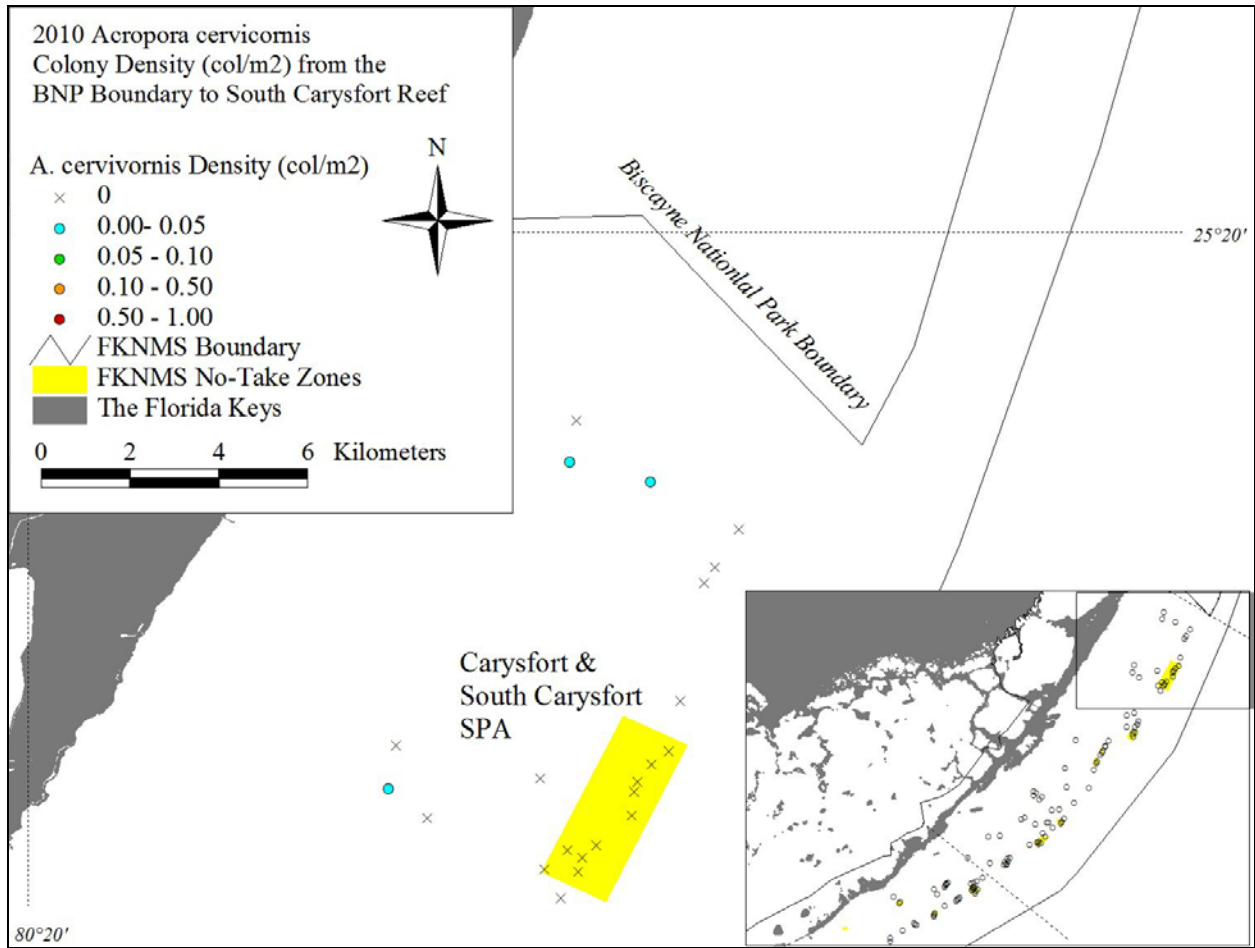 2010 Acropora cervicornis
Colony Density (col/m2) from the
BNP Boundary to South Carysfort Reef
A. cervivornis Density (col/m2)
0
0.00- 0.05
0.05 - 0.10
0.10 - 0.50
0.50 - 1.00
FKNMS Boundary
FKNMS No-Take Zones
The Florida Keys
0 2 4 6 Kilometers
N
Biscayne Nationlal Park Boundary
25°20'
Carysfort &
South Carysfort
SPA
80°20'